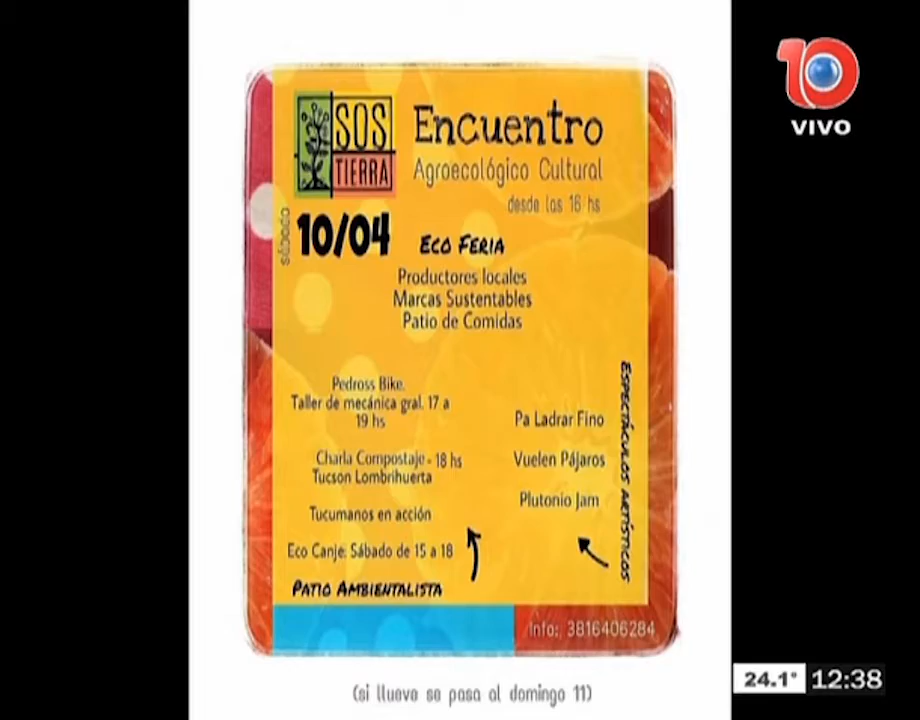 10
VIVO
SOS
TIERRA
Encuentro
Agroecológico Cultural
desde las 16 hs
sábado
10/04
ECO FERIA
Productores locales
Marcas Sustentables
Patio de Comidas
Pedross Bike.
Taller de mecánica gral. 17 a
19 hs
Charla Compostaje - 18 hs
Tucson Lombrihuerta
Tucumanos en acción
Eco Canje: Sábado de 15 a 18
PATIO AMBIENTALISTA
Pa Ladrar Fino
Vuelen Pájaros
Plutonio Jam
ESPECTÁCULOS ARTÍSTICOS
Info:, 3816406284
(si llueve se pasa al domingo 11)
24.1°
12:38